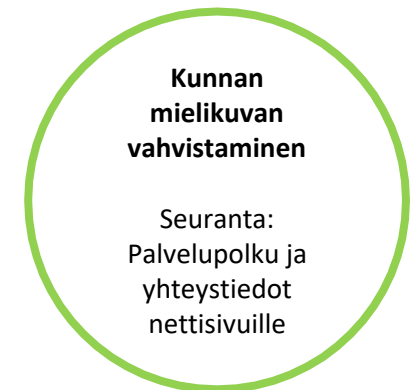 Kunnan
mielikuvan
vahvistaminen
Seuranta:
Palvelupolku ja
yhteystiedot
nettisivuille